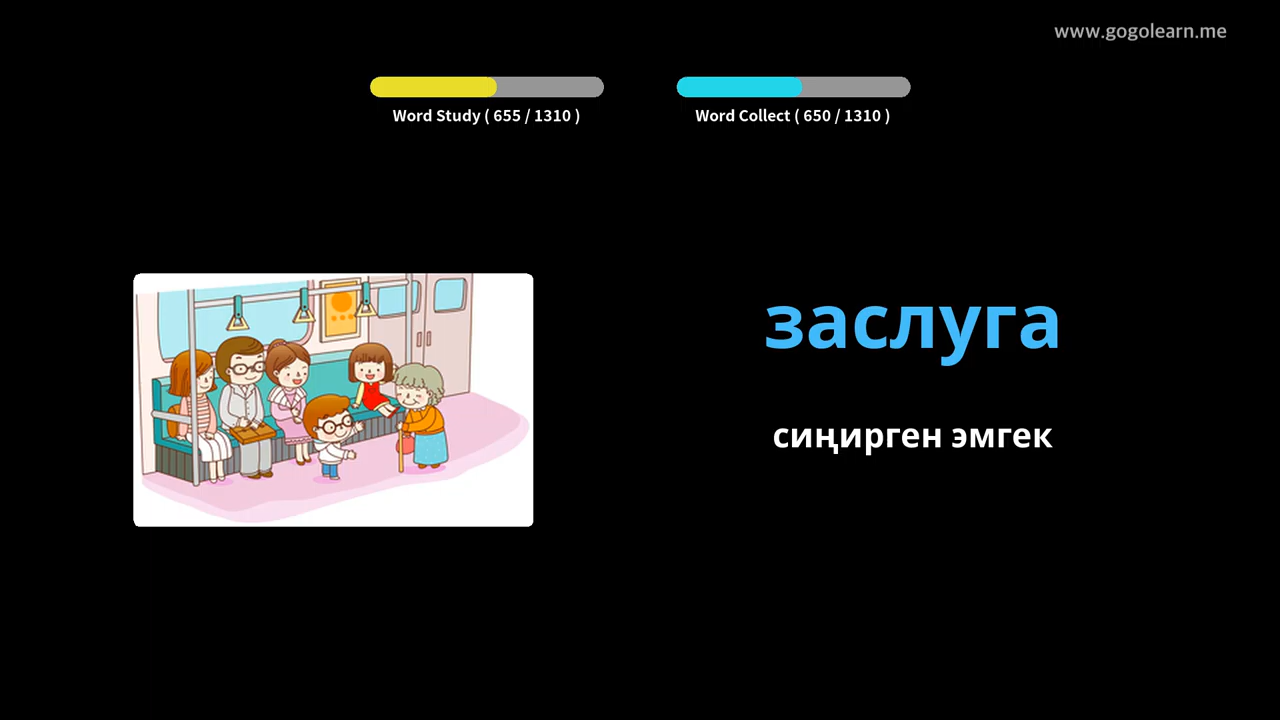 www.gogolearn.me
Word Study ( 655 / 1310 )
Word Collect ( 650 / 1310 )
заслуга
сиңирген эмгек